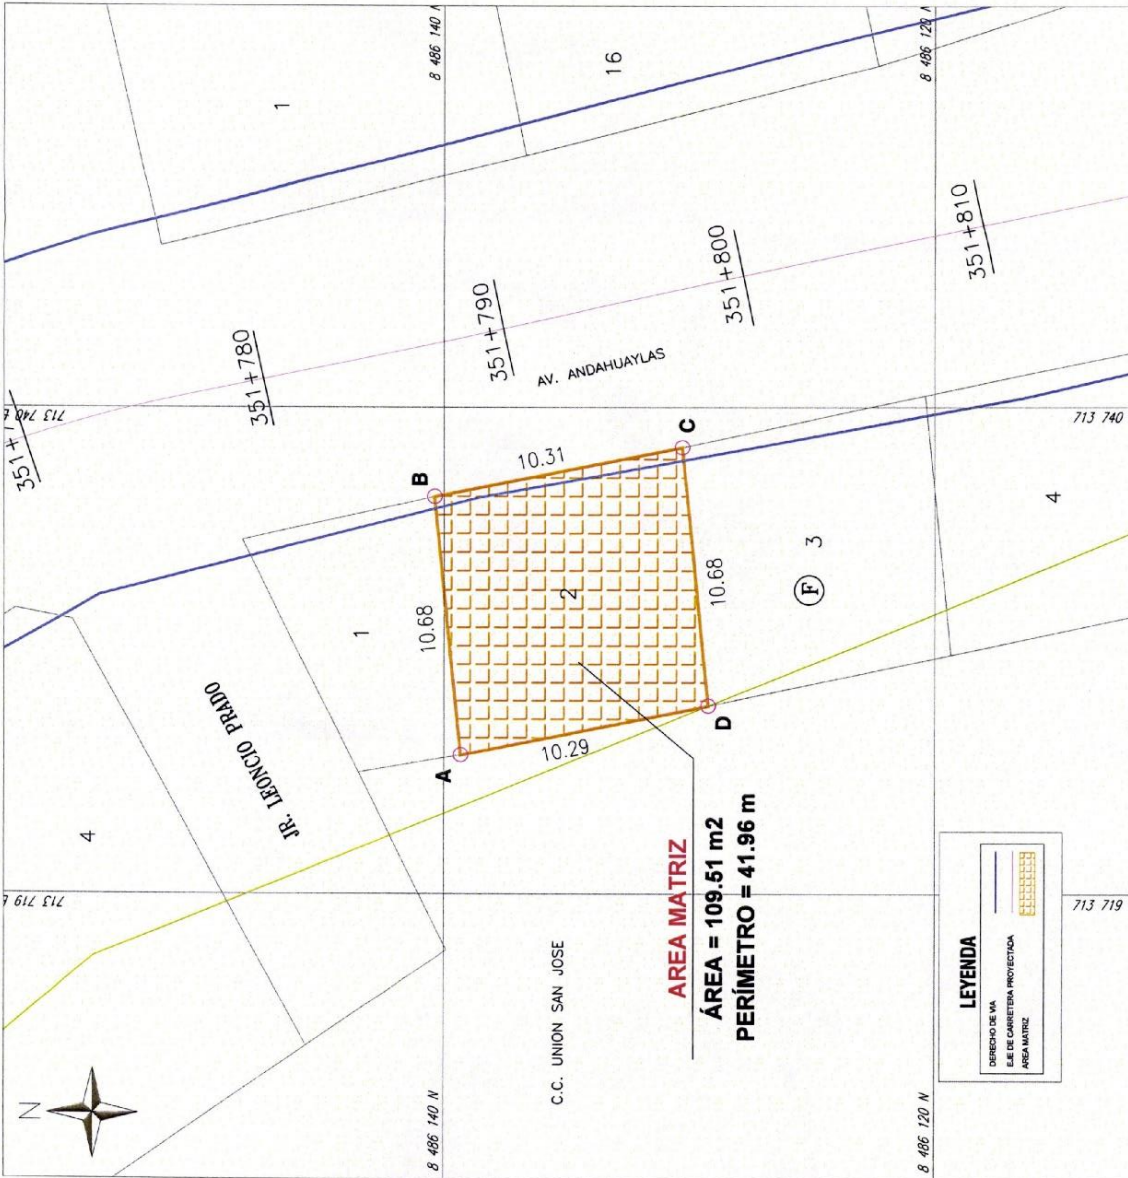 N
8 486 140 N
8 486 120 N
1
16
351+7
351+780
351+790
351+800
351+810
AV. ANDAHUAYLAS
713 740 E
713 740
B
C
10.31
10.68
10.68
10.29
A
D
1
2
3
F
4
4
JR. LEONCIO PRADO
713 719 E
713 719
C.C. UNION SAN JOSE
AREA MATRIZ
ÁREA = 109.51 m2
PERÍMETRO = 41.96 m
8 486 140 N
8 486 120 N
LEYENDA
DERECHO DE VIA
EJE DE CARRETERA PROYECTADA
AREA MATRIZ